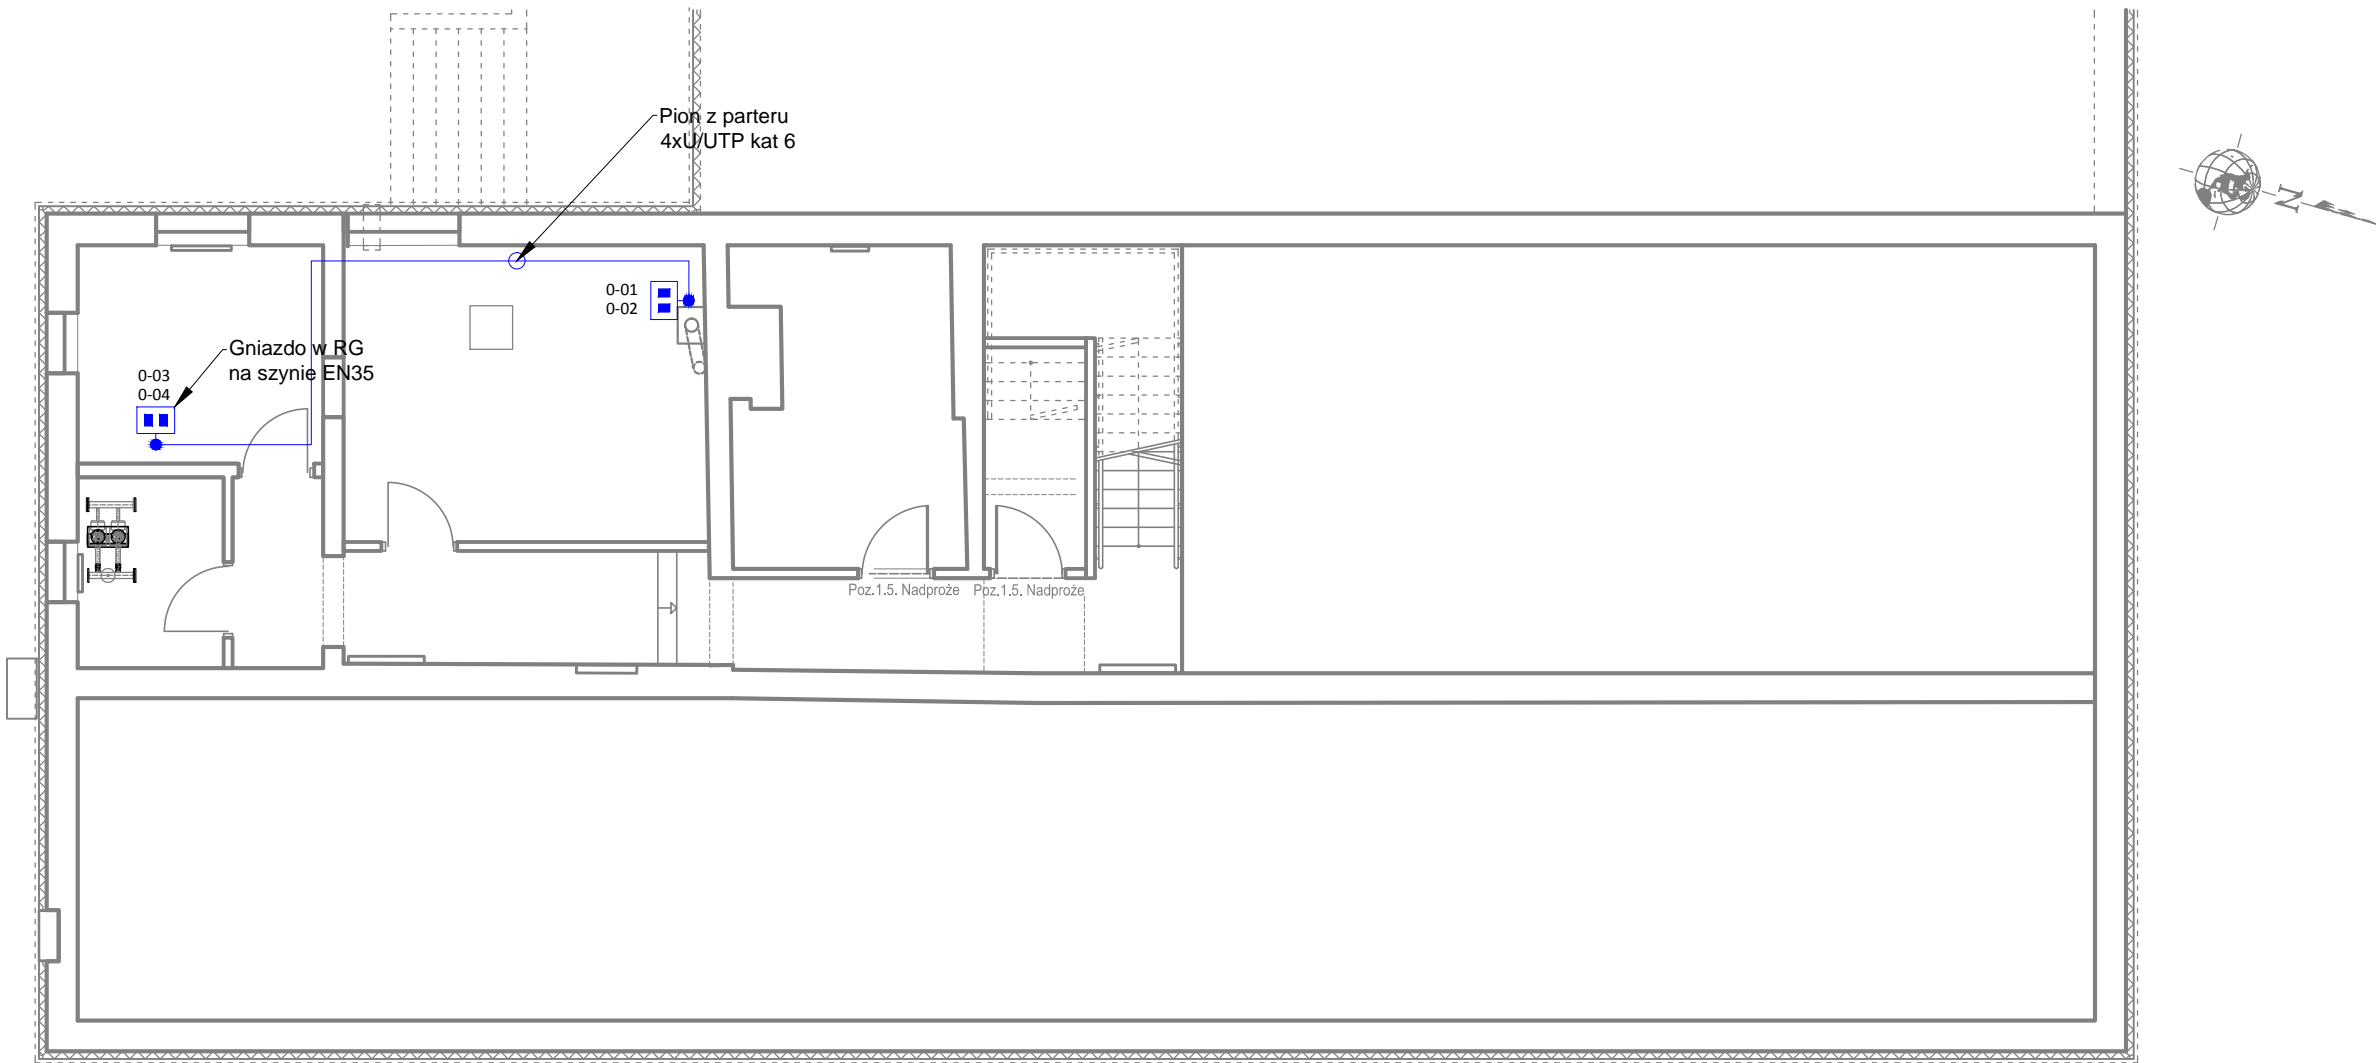 Pion z parteru
4xU/UTP kat 6
N
0-01
0-02
Gniazdo w RG
na szynie EN35
0-03
0-04
Poz.1.5. Nadproże
Poz.1.5. Nadproże